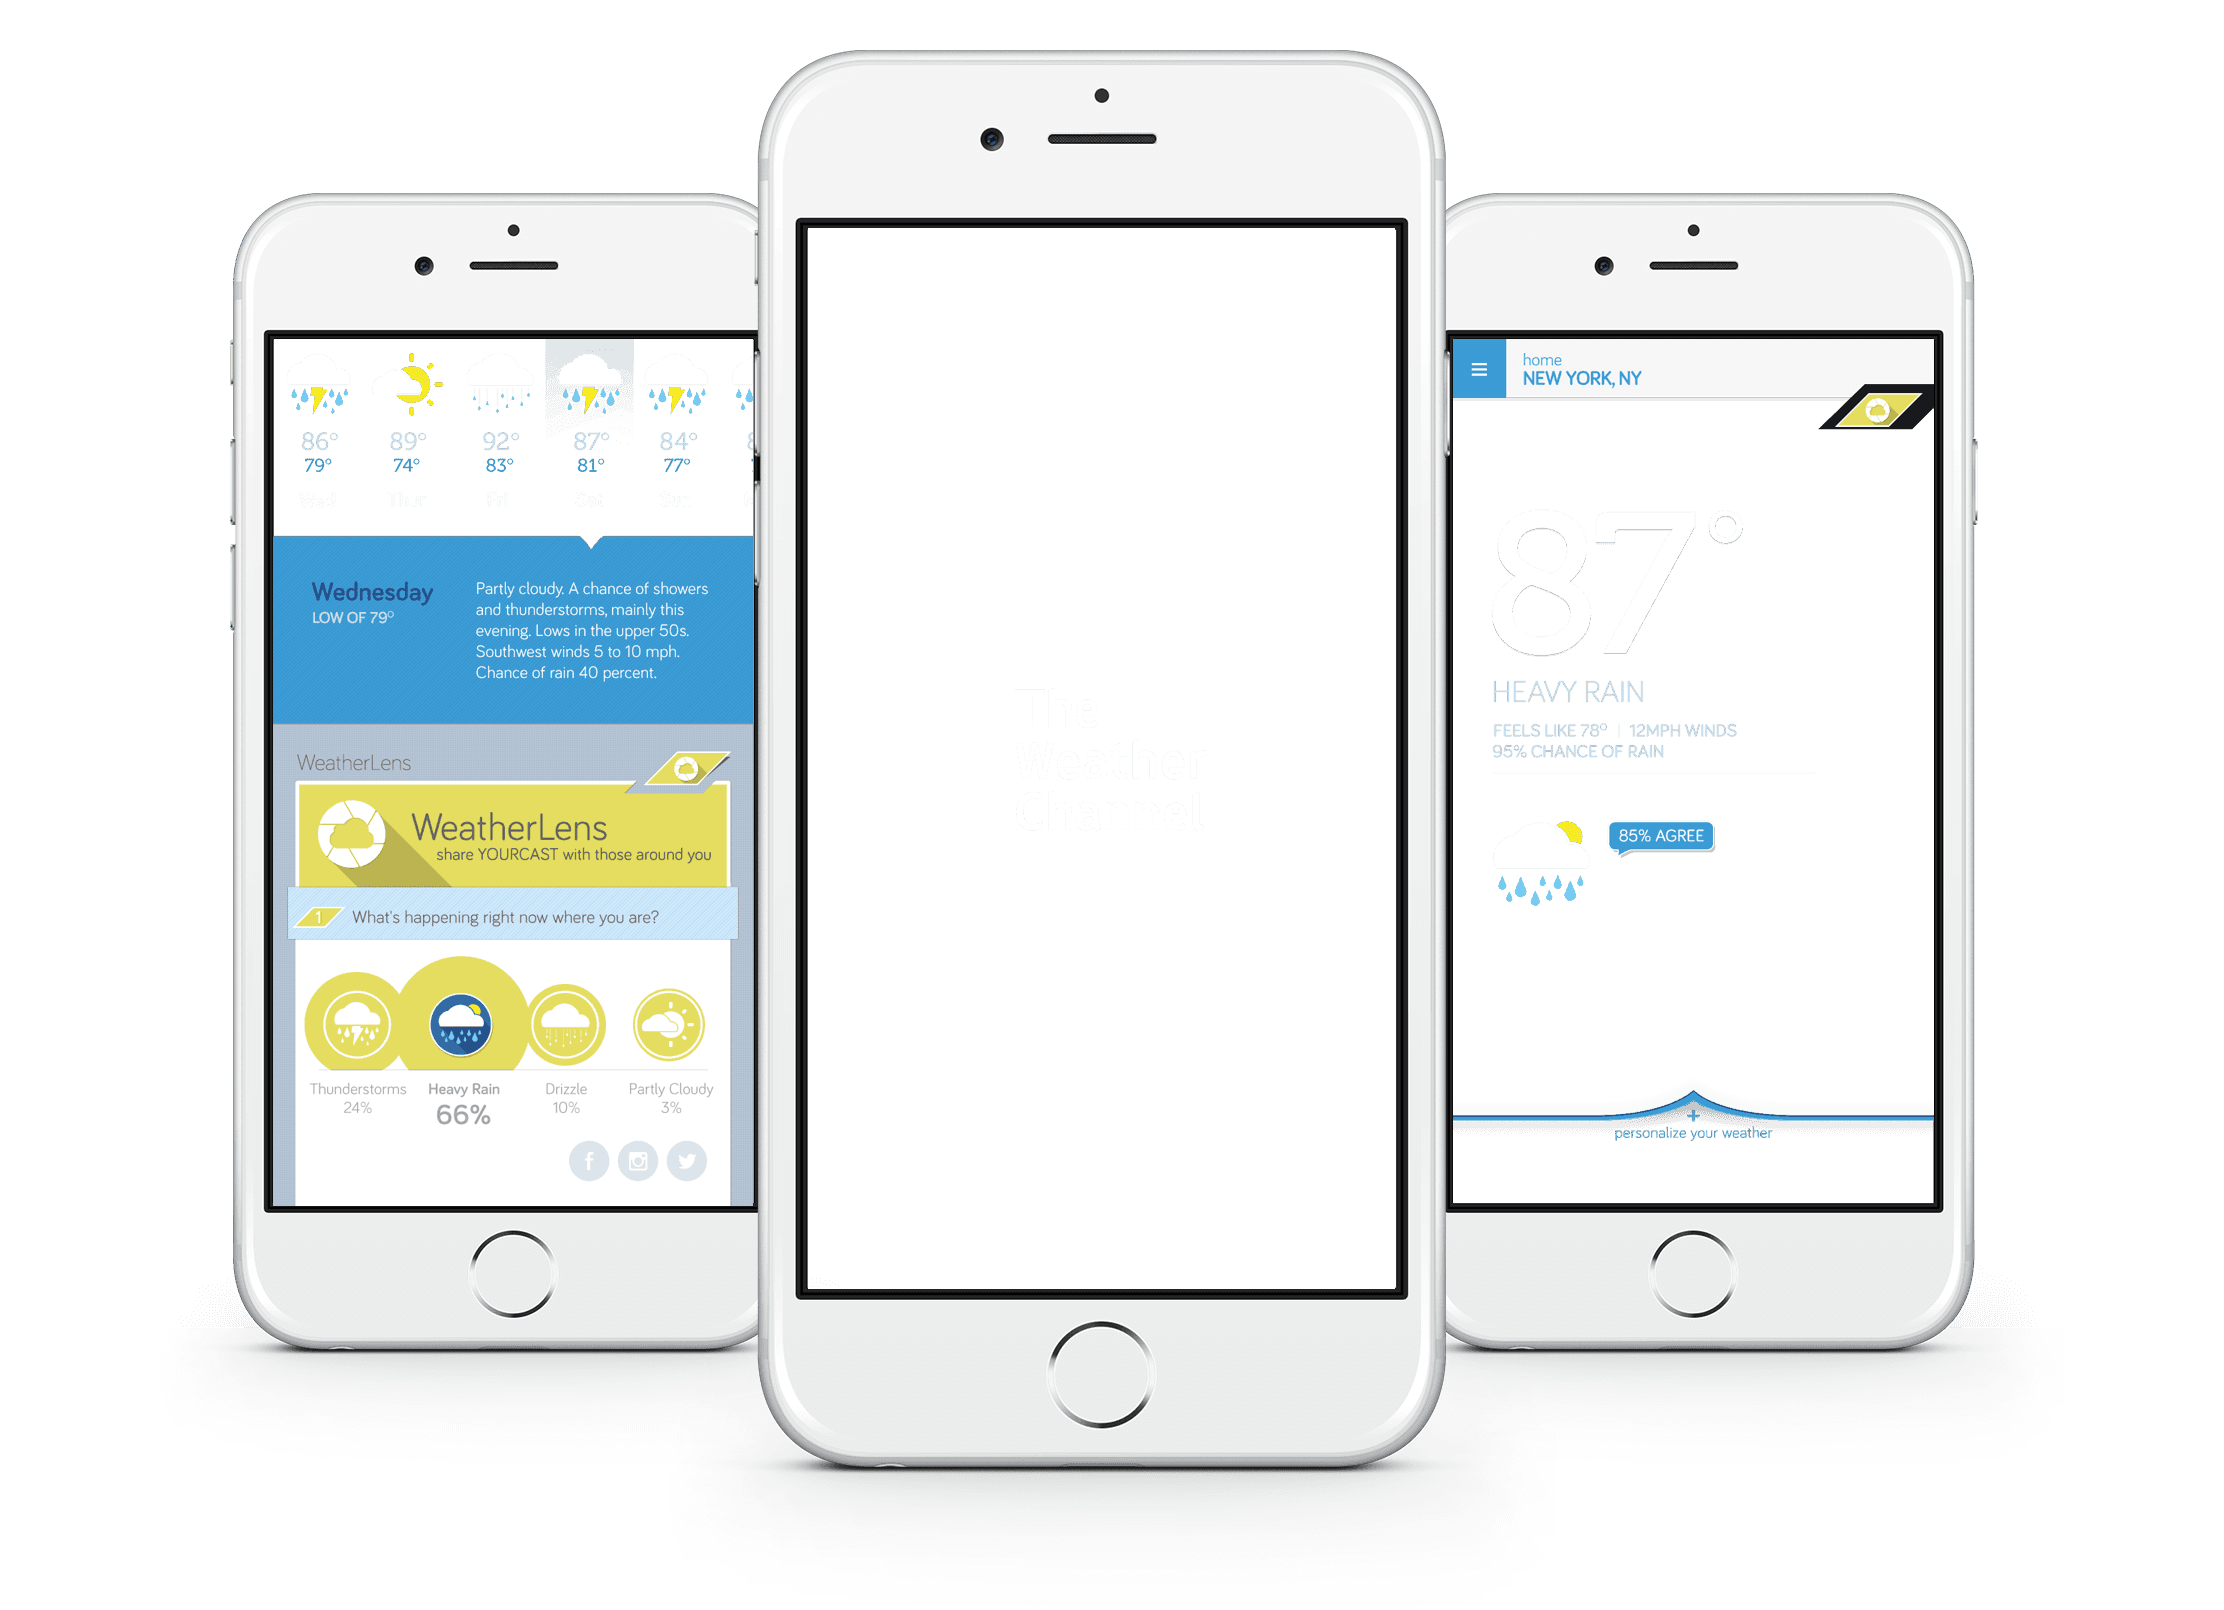 86° 89° 92° 87° 84°
79° 74° 83° 81° 77°
Wed Thur Fri Sat Sun
Wednesday
LOW OF 79°
Partly cloudy. A chance of showers
and thunderstorms, mainly this
evening. Lows in the upper 50s.
Southwest winds 5 to 10 mph.
Chance of rain 40 percent.
WeatherLens
WeatherLens
share YOURCAST with those around you
1 What's happening right now where you are?
Thunderstorms Heavy Rain Drizzle Partly Cloudy
24% 66% 10% 3%
The
Weather
Channel
home
NEW YORK, NY
87°
HEAVY RAIN
FEELS LIKE 78° | 12MPH WINDS
95% CHANCE OF RAIN
85% AGREE
+
personalize your weather